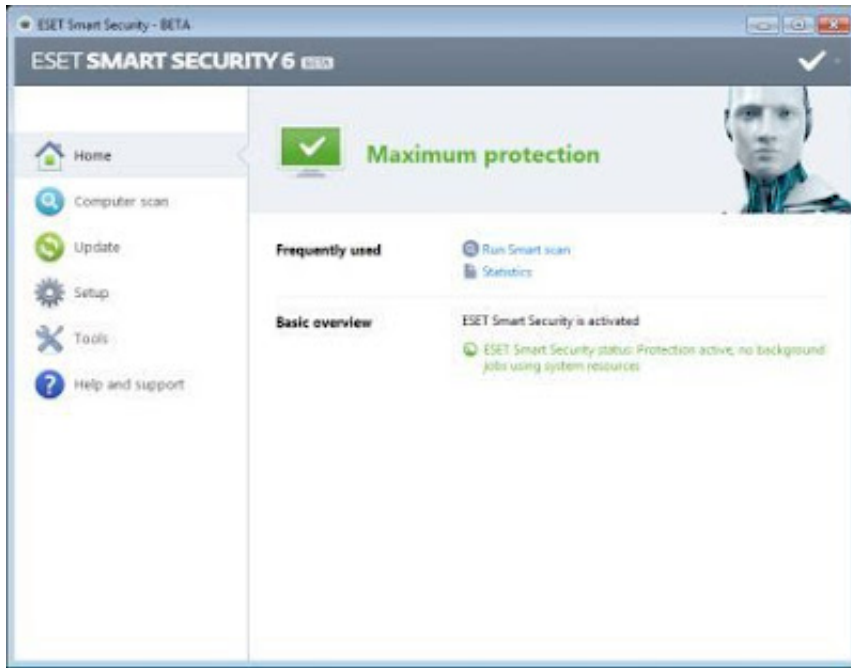 ESET Smart Security - BETA
ESET SMART SECURITY 6 BETA
Home
Computer scan
Update
Setup
Tools
Help and support
Maximum protection
Frequently used
Run Smart scan
Statistics
Basic overview
ESET Smart Security is activated
ESET Smart Security status: Protection active, no background
jobs using system resources